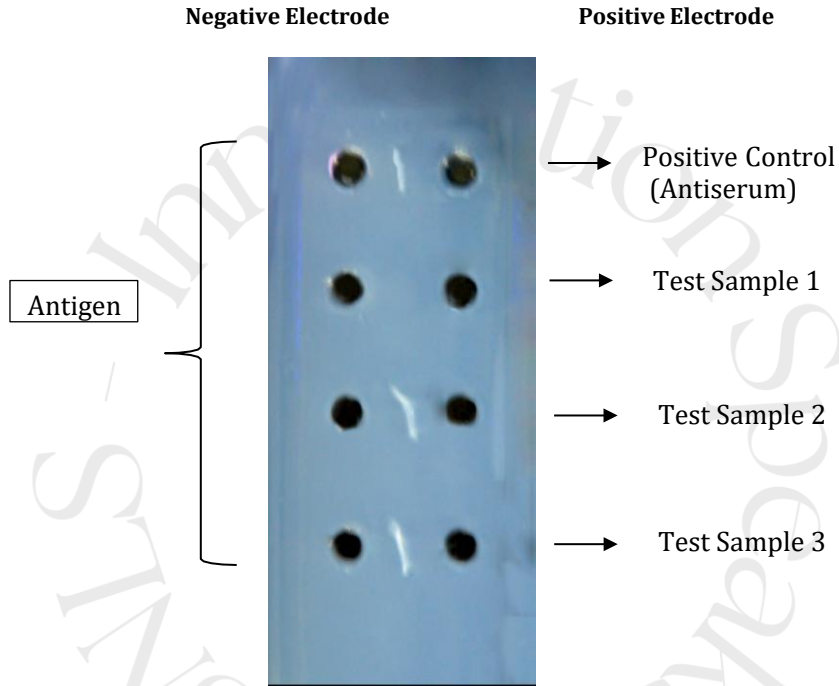 Negative Electrode
Positive Electrode
Positive Control
(Antiserum)
Test Sample 1
Antigen
Test Sample 2
Test Sample 3